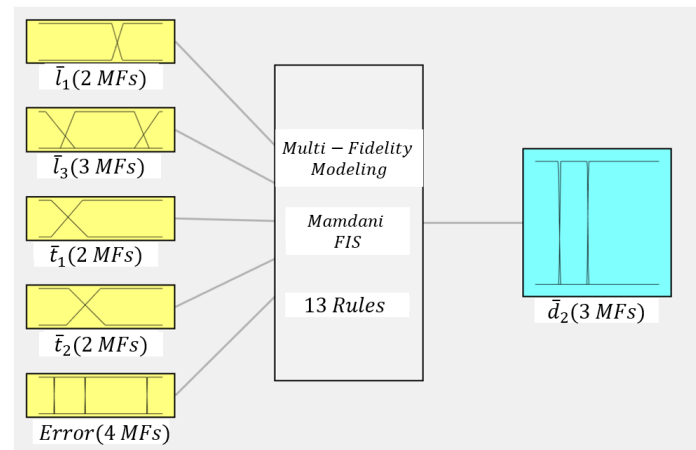 l̄₁(2 MFs)
l̄₃(3 MFs)
t̄₁(2 MFs)
t̄₂(2 MFs)
Error(4 MFs)
Multi − Fidelity
Modeling
Mamdani
FIS
13 Rules
d̄₂(3 MFs)